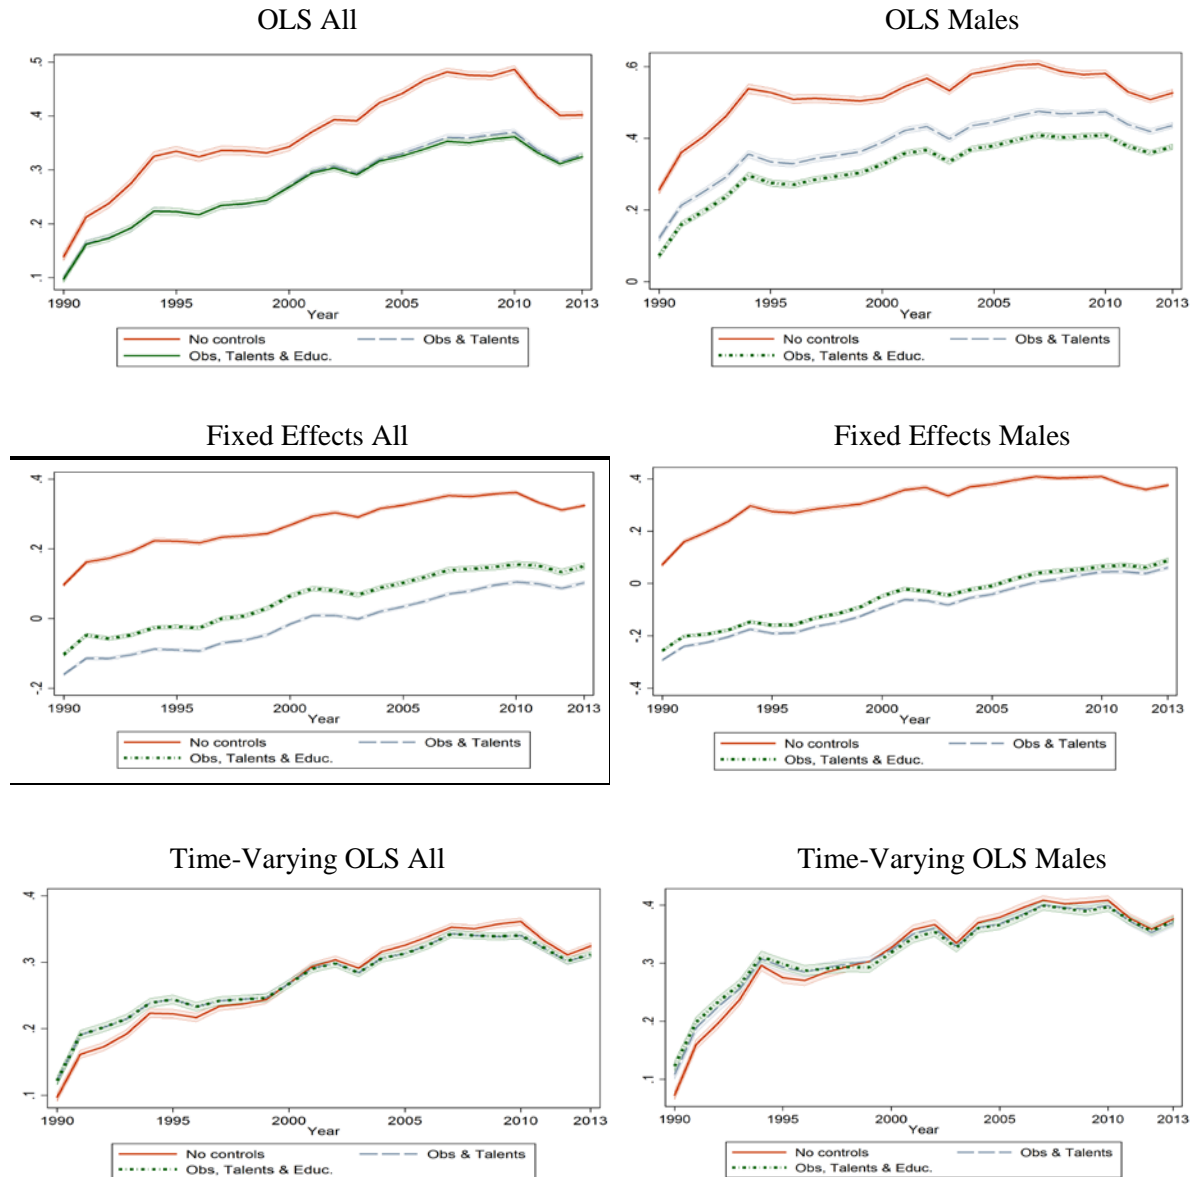 OLS All
OLS Males
.5
.4
.3
.2
.1
1990 1995 2000 2005 2010 2013
Year
No controls Obs & Talents
Obs, Talents & Educ.
.6
.4
.2
0
1990 1995 2000 2005 2010 2013
Year
No controls Obs & Talents
Obs, Talents & Educ.
Fixed Effects All
Fixed Effects Males
.4
.2
0
-.2
1990 1995 2000 2005 2010 2013
Year
No controls Obs & Talents
Obs, Talents & Educ.
.4
.2
0
-.2
-.4
1990 1995 2000 2005 2010 2013
Year
No controls Obs & Talents
Obs, Talents & Educ.
Time-Varying OLS All
Time-Varying OLS Males
.4
.3
.2
.1
1990 1995 2000 2005 2010 2013
Year
No controls Obs & Talents
Obs, Talents & Educ.
.4
.3
.2
.1
1990 1995 2000 2005 2010 2013
Year
No controls Obs & Talents
Obs, Talents & Educ.